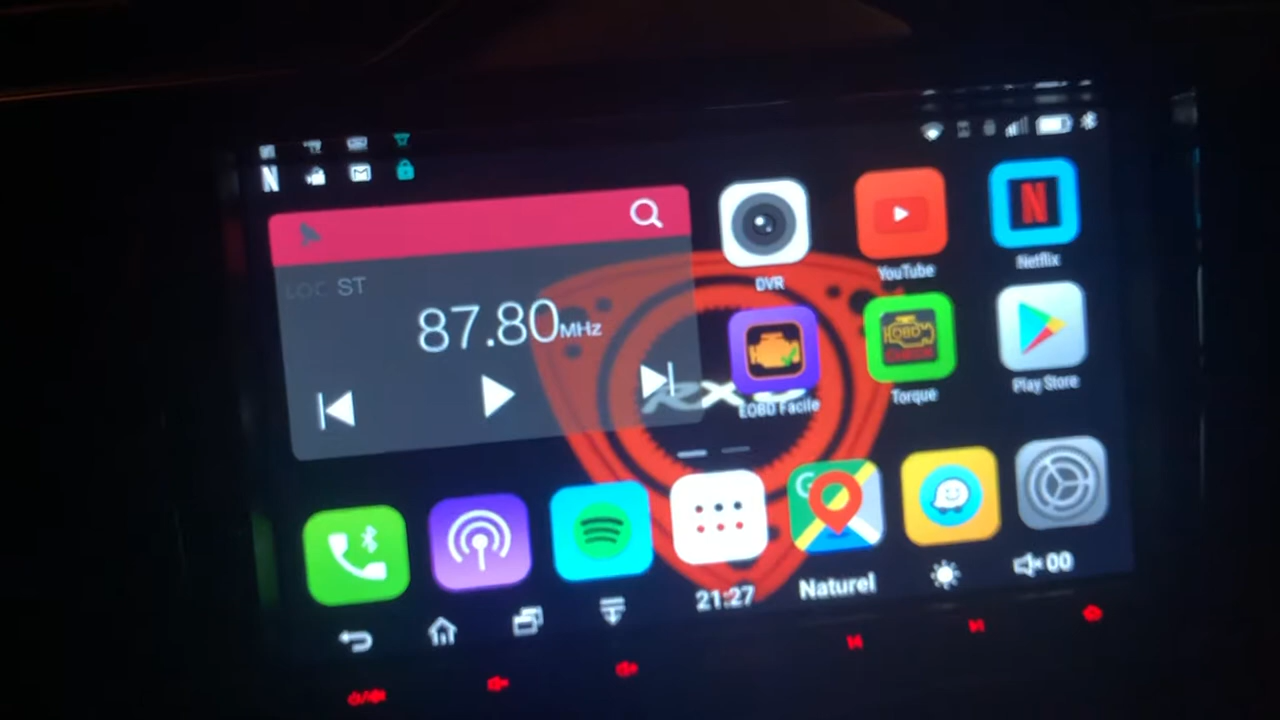 N
LOC ST
87.80MHz
DVR
YouTube
N
Netflix
EOBD Facile
OBD
Torque
Play Store
G
21:27
Naturel
00